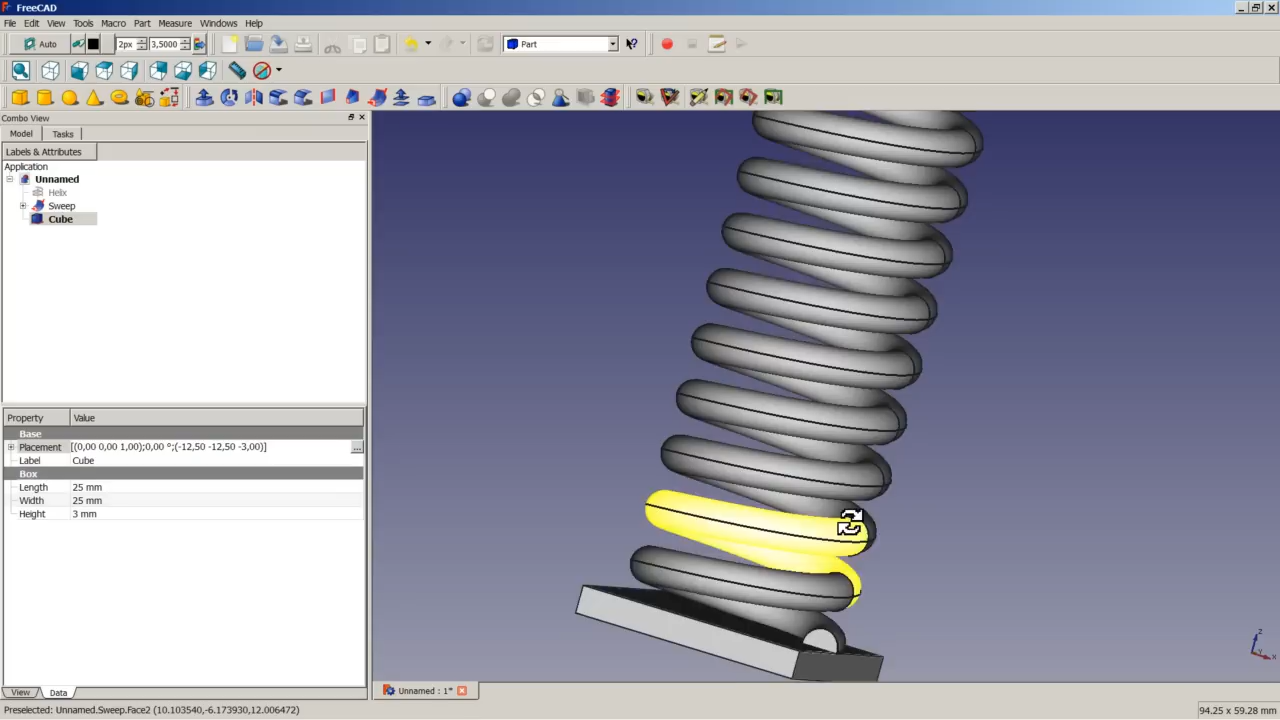 FreeCAD
File Edit View Tools Macro Part Measure Windows Help
Auto 2px 3,5000 Part
Combo View
Model Tasks
Labels & Attributes
Application
Unnamed
Helix
Sweep
Cube
Property Value
Base
Placement [(0,00 0,00 1,00);0,00 °;(-12,50 -12,50 -3,00)] ...
Label Cube
Box
Length 25 mm
Width 25 mm
Height 3 mm
View Data
Unnamed : 1*
Preselected: Unnamed.Sweep.Face2 (10.103540,-6.173930,12.006472)
94.25 x 59.28 mm
Z
Y
X